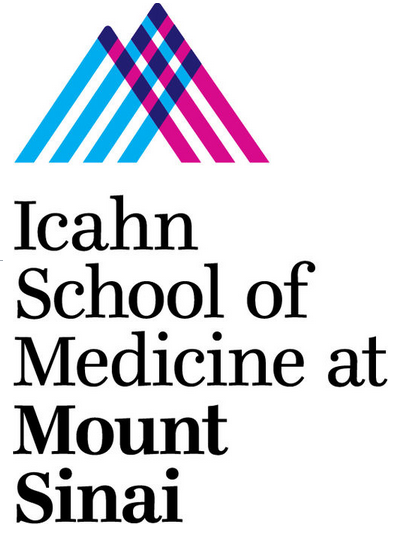 Icahn
School of
Medicine at
Mount
Sinai